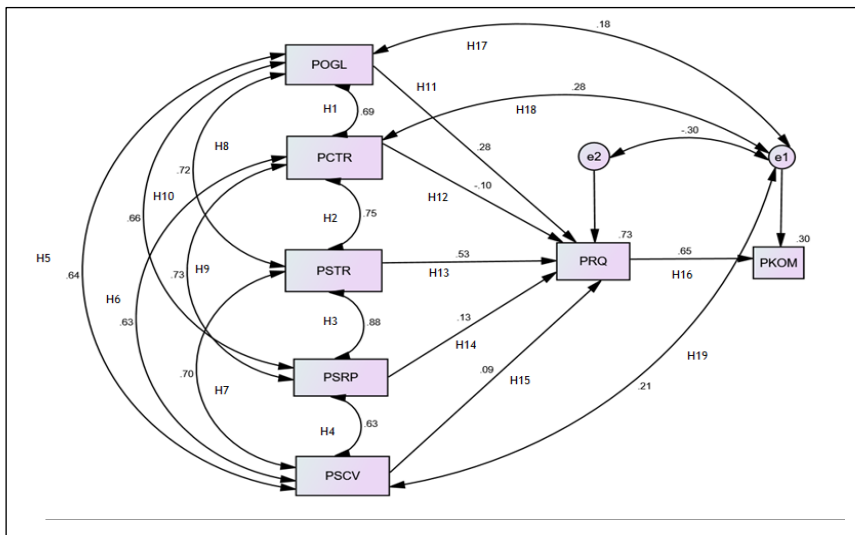 .18
H17
POGL
H11
H1
.69
.28
H18
H8
-.30
PCTR
e2
e1
.72
.28
H10
-.10
H12
H2
.75
.66
.73
.30
H5
H9
PSTR
.53
PRQ
.65
PKOM
.64
.73
H13
H16
H6
H3
.88
.13
.63
H14
H19
PSRP
.70
H7
.09
H15
.21
H4
.63
PSCV